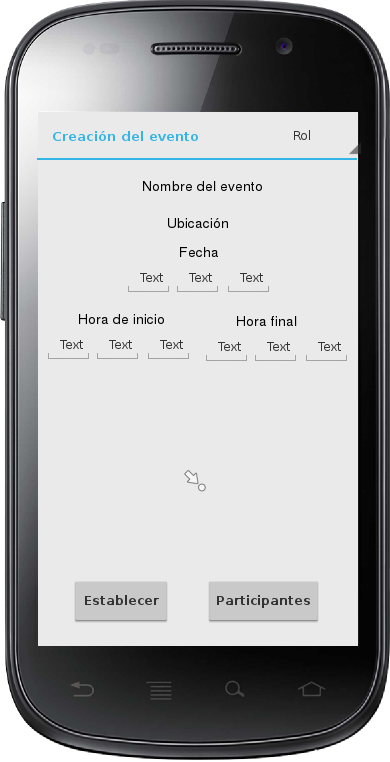 Creación del evento Rol
Nombre del evento
Ubicación
Fecha
Text Text Text
Hora de inicio Hora final
Text Text Text Text Text Text
Establecer Participantes